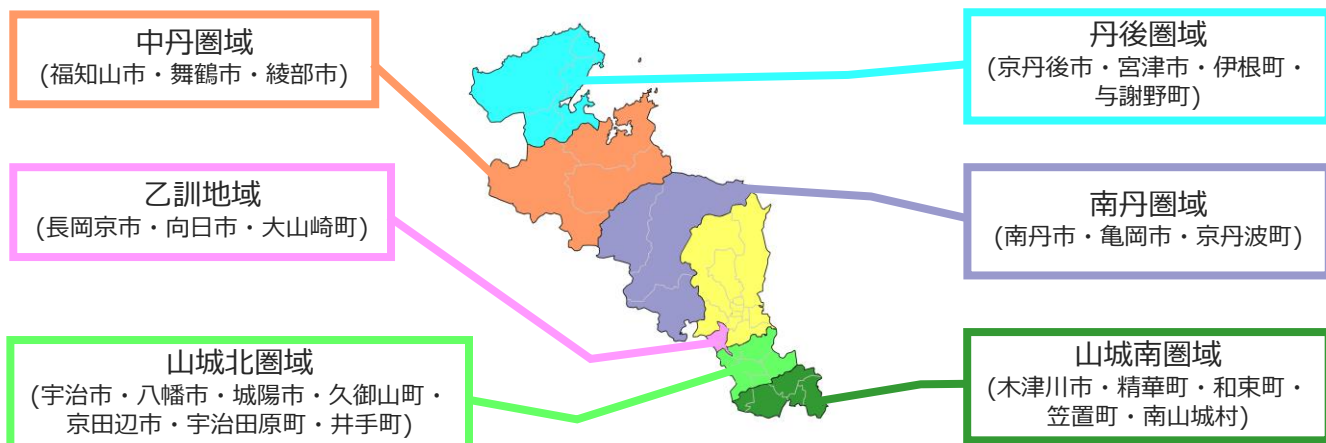 中丹圏域
(福知山市・舞鶴市・綾部市)
丹後圏域
(京丹後市・宮津市・伊根町・
与謝野町)
乙訓地域
(長岡京市・向日市・大山崎町)
南丹圏域
(南丹市・亀岡市・京丹波町)
山城北圏域
(宇治市・八幡市・城陽市・久御山町・
京田辺市・宇治田原町・井手町)
山城南圏域
(木津川市・精華町・和束町・
笠置町・南山城村)